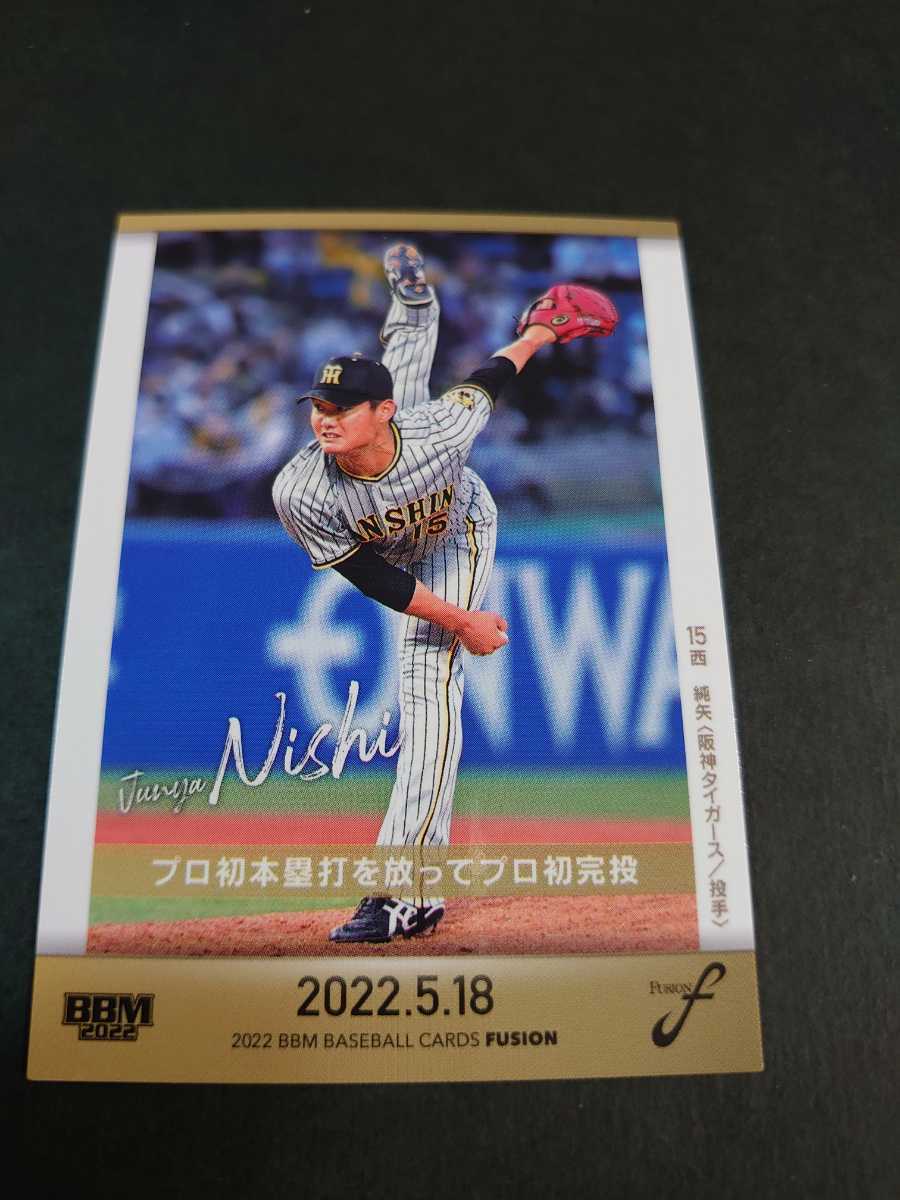 TH
NSHIN
15
ONWA
Junya Nishi
15 西 純矢〈阪神タイガース/投手〉
プロ初本塁打を放ってプロ初完投
2022.5.18
2022 BBM BASEBALL CARDS FUSION
BBM
2022
FUSION
f